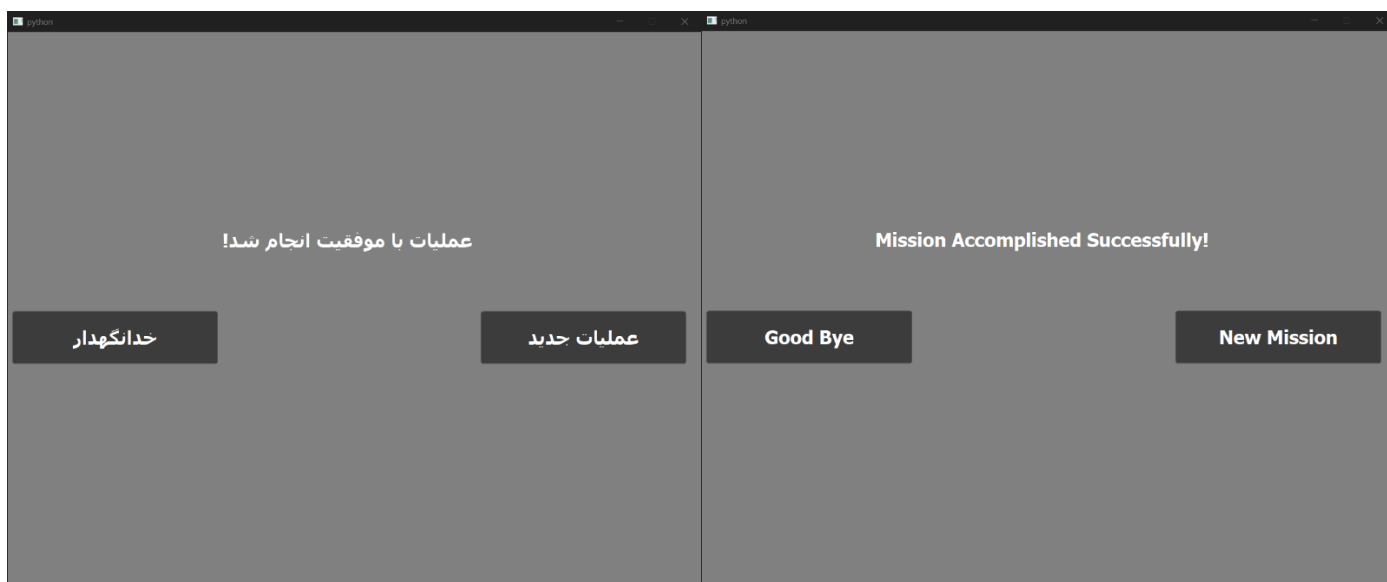 python
عملیات با موفقیت انجام شد!
خدانگهدار
عملیات جدید
python
Mission Accomplished Successfully!
Good Bye
New Mission